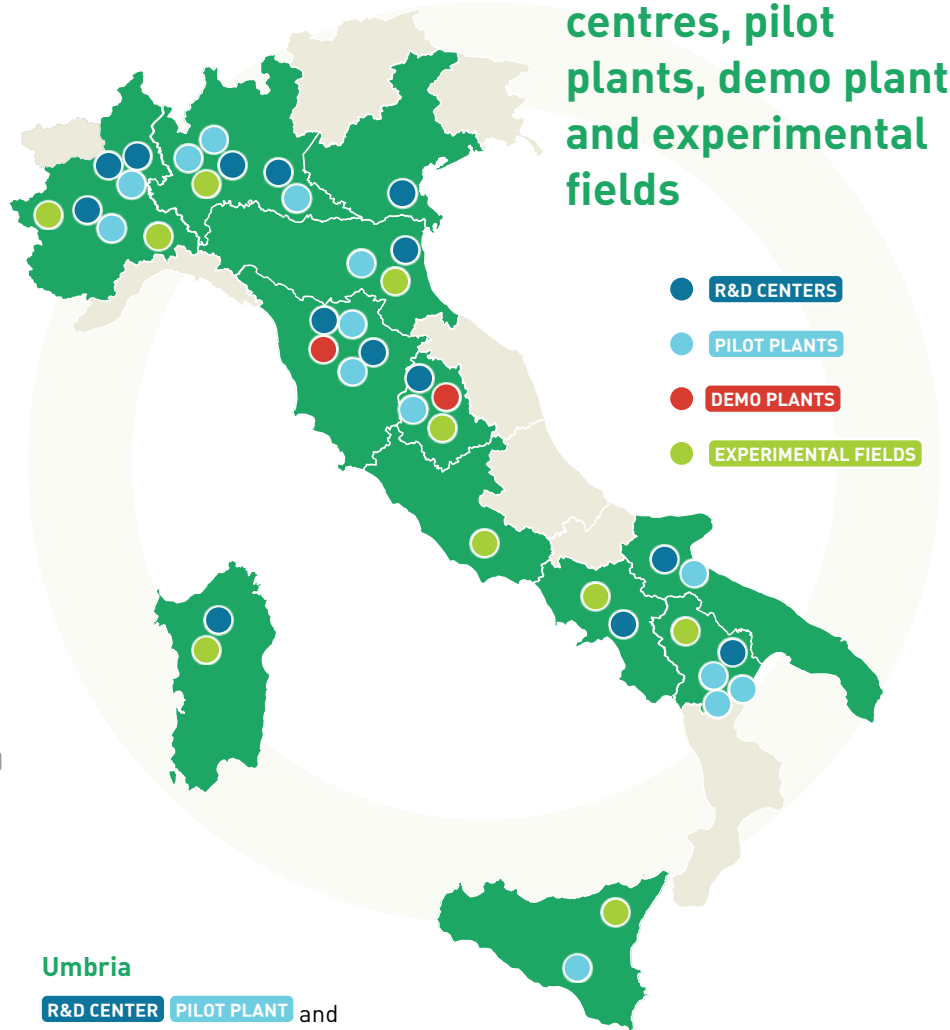 centres, pilot
plants, demo plant
and experimental
fields
R&D CENTERS
PILOT PLANTS
DEMO PLANTS
EXPERIMENTAL FIELDS
Umbria
R&D CENTER PILOT PLANT and